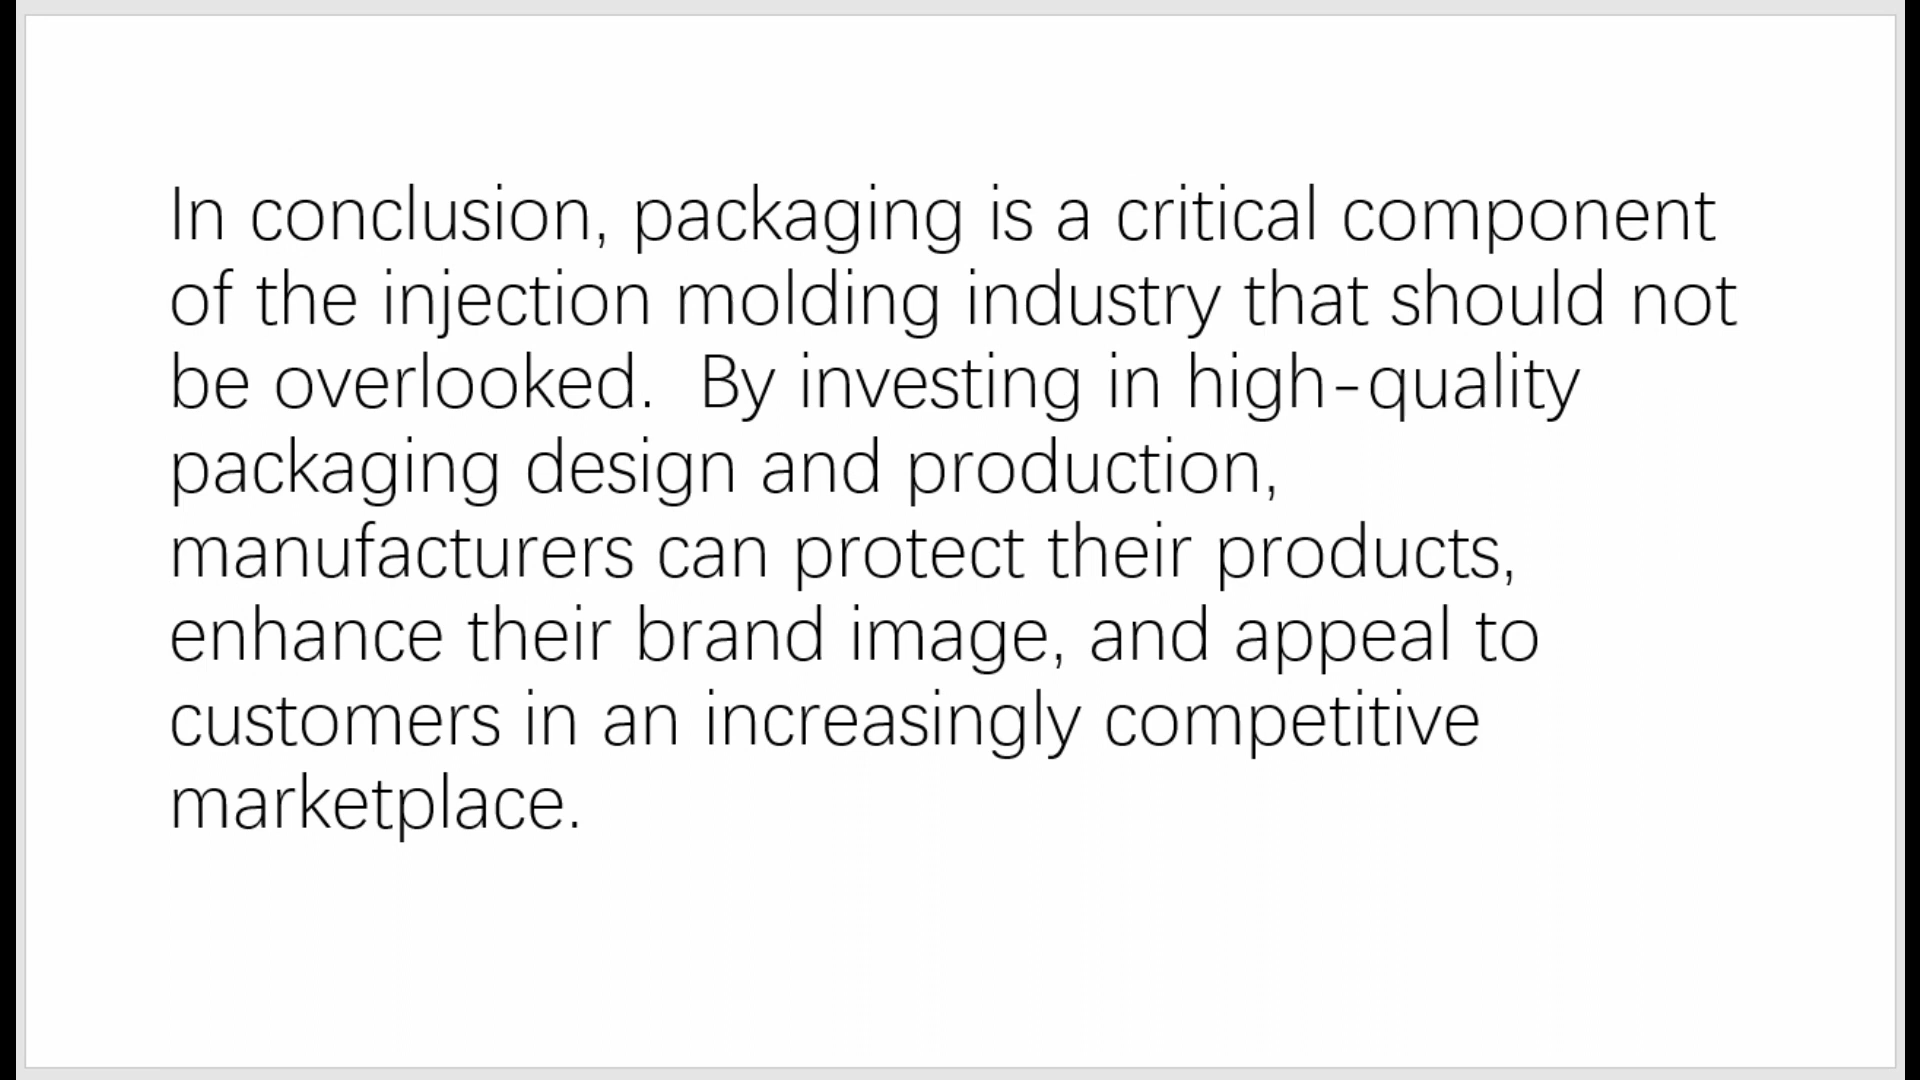 In conclusion, packaging is a critical component
of the injection molding industry that should not
be overlooked.  By investing in high-quality
packaging design and production,
manufacturers can protect their products,
enhance their brand image, and appeal to
customers in an increasingly competitive
marketplace.